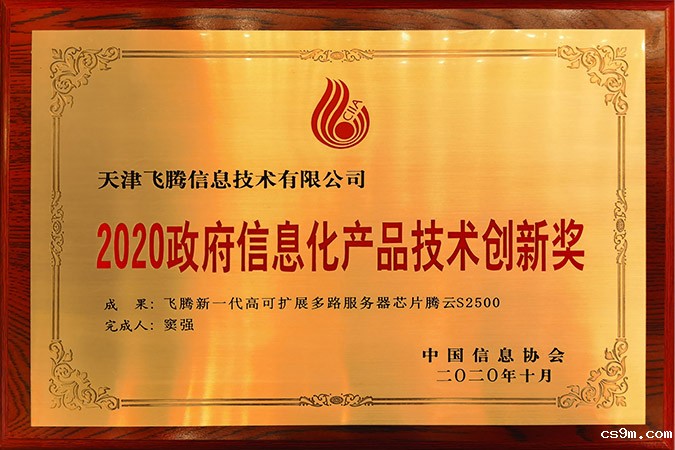 CIIA
天津飞腾信息技术有限公司
2020政府信息化产品技术创新奖
成　果：飞腾新一代高可扩展多路服务器芯片腾云S2500
完成人：窦强
中国信息协会
二〇二〇年十月
cs9m.com